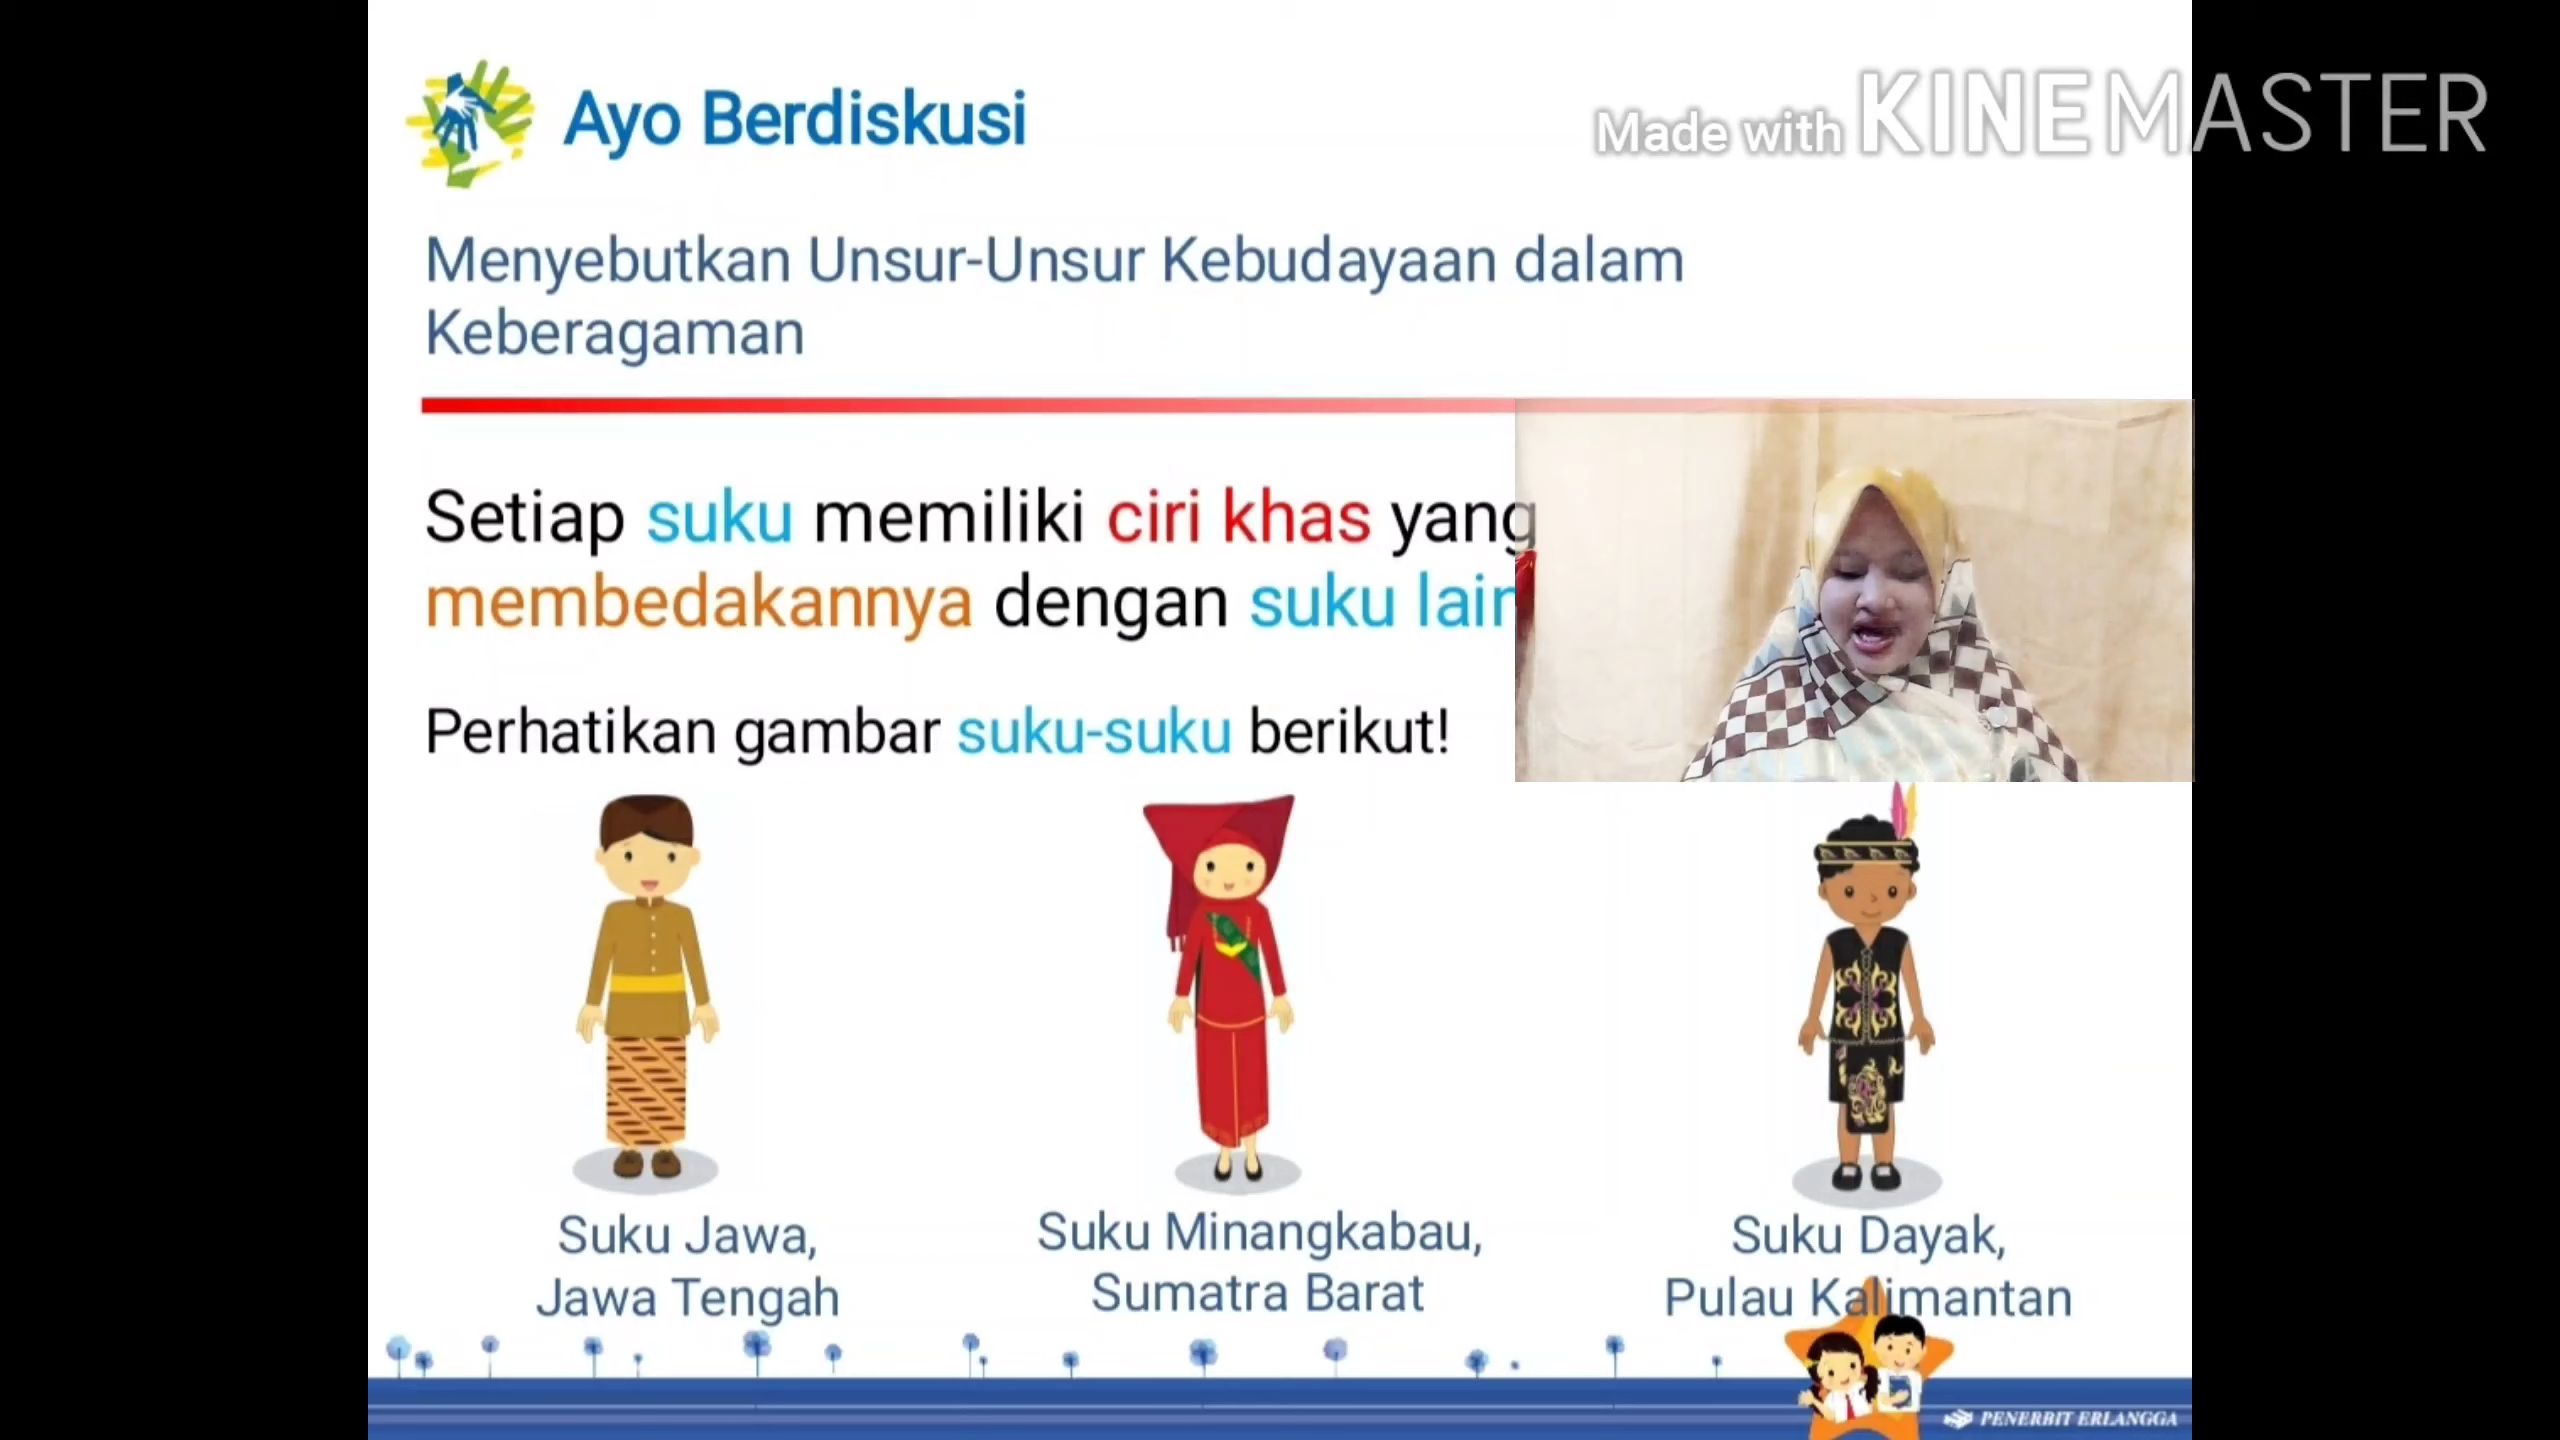 Ayo Berdiskusi
Made with KINEMASTER
Menyebutkan Unsur-Unsur Kebudayaan dalam
Keberagaman
Setiap suku memiliki ciri khas yang
membedakannya dengan suku lain
Perhatikan gambar suku-suku berikut!
Suku Jawa,
Jawa Tengah
Suku Minangkabau,
Sumatra Barat
Suku Dayak,
Pulau Kalimantan
PENERBIT ERLANGGA